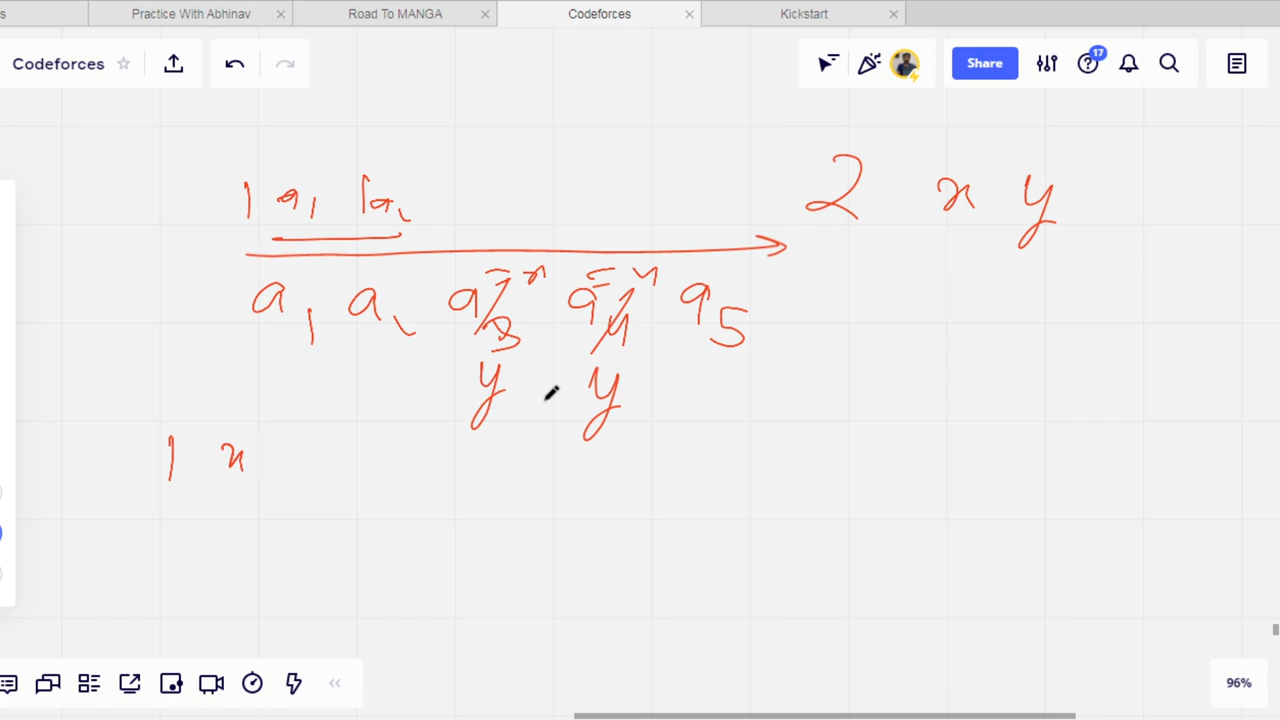 s Practice With Abhinav Road To MANGA Codeforces Kickstart
Codeforces Share 17
1 a1 1 a2 2 x y
a1 a2 a3 = x a4 = x a5
y y
1 x
96%